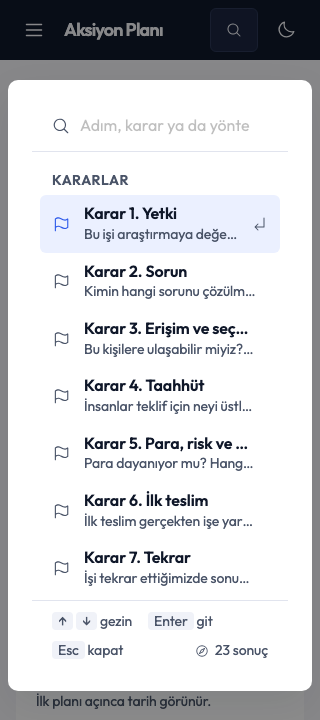 Aksiyon Planı
Adım, karar ya da yönte
KARARLAR
Karar 1. Yetki
Bu işi araştırmaya değe...
Karar 2. Sorun
Kimin hangi sorunu çözülm...
Karar 3. Erişim ve seç...
Bu kişilere ulaşabilir miyiz?...
Karar 4. Taahhüt
İnsanlar teklif için neyi üstl...
Karar 5. Para, risk ve ...
Para dayanıyor mu? Hang...
Karar 6. İlk teslim
İlk teslim gerçekten işe yar...
Karar 7. Tekrar
İşi tekrar ettiğimizde sonu...
↑ ↓ gezin Enter git
Esc kapat 23 sonuç
İlk planı açınca tarih görünür.